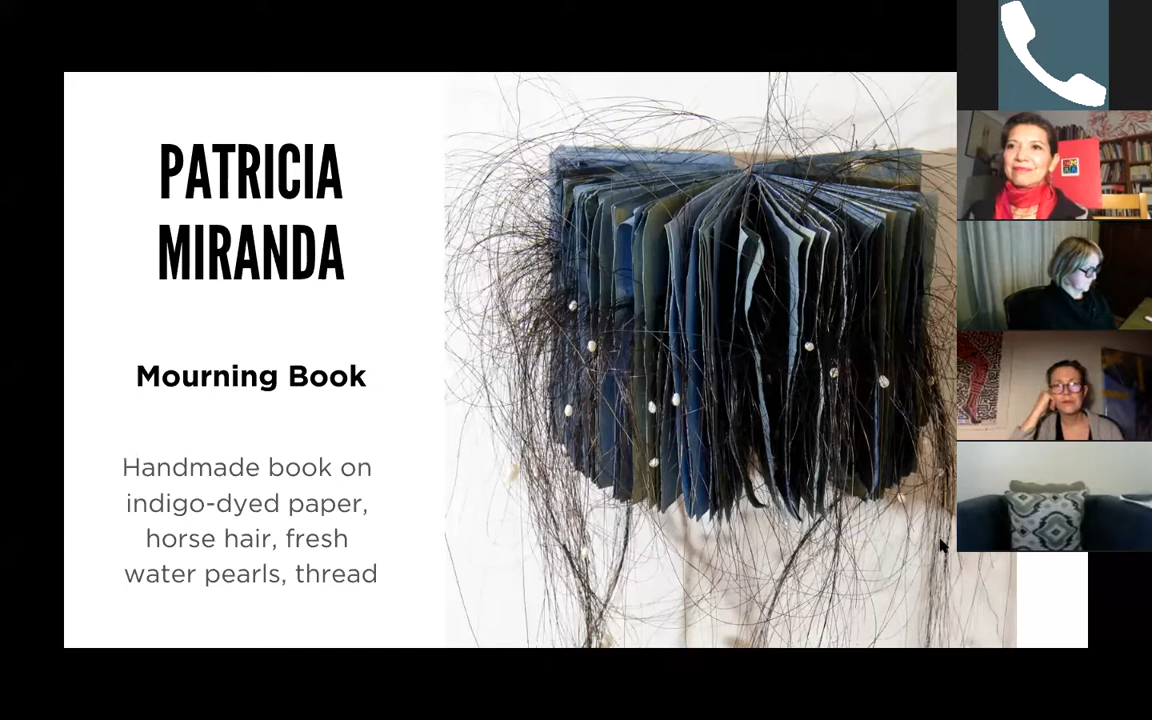 PATRICIA
MIRANDA
Mourning Book
Handmade book on
indigo-dyed paper,
horse hair, fresh
water pearls, thread